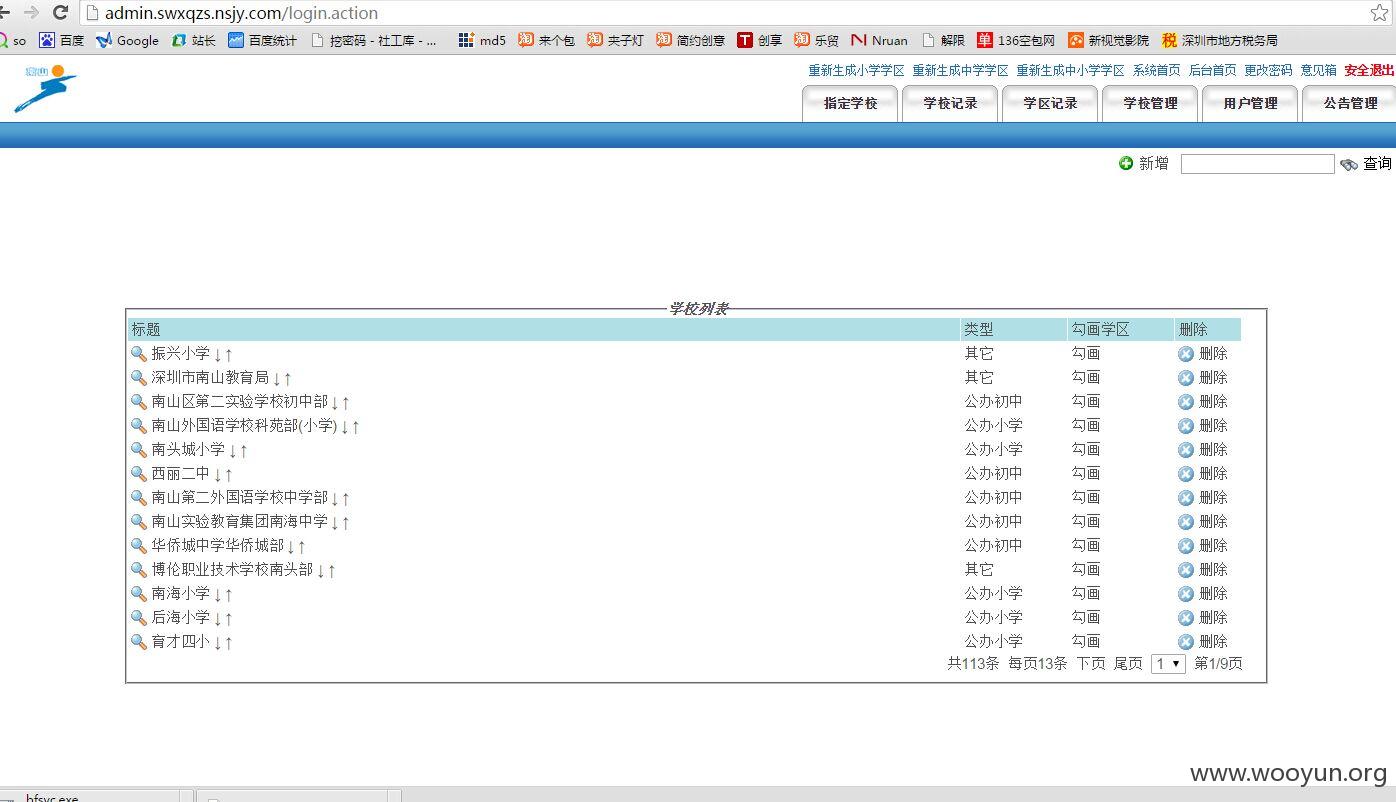 admin.swxqzs.nsjy.com/login.action
so 百度 Google 站长 百度统计 挖密码 - 社工库 - ... md5 来个包 夹子灯 简约创意 创享 乐贸 Nruan 解限 136空包网 新视觉影院 深圳市地方税务局
重新生成小学学区 重新生成中学学区 重新生成中小学学区 系统首页 后台首页 更改密码 意见箱 安全退出
南山
指定学校 学校记录 学区记录 学校管理 用户管理 公告管理
新增 查询
学校列表
标题 类型 勾画学区 删除
振兴小学↓↑ 其它 勾画 删除
深圳市南山教育局↓↑ 其它 勾画 删除
南山区第二实验学校初中部↓↑ 公办初中 勾画 删除
南山外国语学校科苑部(小学)↓↑ 公办小学 勾画 删除
南头城小学↓↑ 公办小学 勾画 删除
西丽二中↓↑ 公办初中 勾画 删除
南山第二外国语学校中学部↓↑ 公办初中 勾画 删除
南山实验教育集团南海中学↓↑ 公办初中 勾画 删除
华侨城中学华侨城部↓↑ 公办初中 勾画 删除
博伦职业技术学校南头部↓↑ 其它 勾画 删除
南海小学↓↑ 公办小学 勾画 删除
后海小学↓↑ 公办小学 勾画 删除
育才四小↓↑ 公办小学 勾画 删除
共113条 每页13条 下页 尾页 1 第1/9页
www.wooyun.org